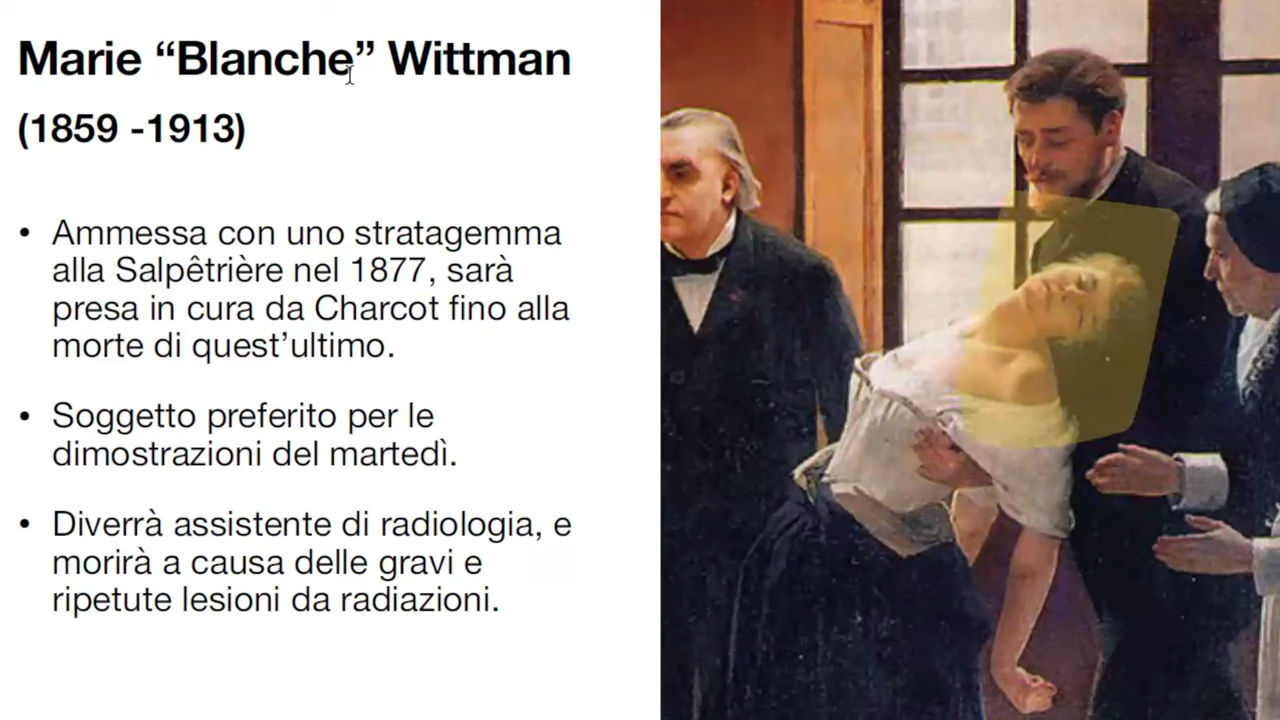 Marie “Blanche” Wittman
(1859 -1913)
• Ammessa con uno stratagemma
alla Salpêtrière nel 1877, sarà
presa in cura da Charcot fino alla
morte di quest’ultimo.
• Soggetto preferito per le
dimostrazioni del martedì.
• Diverrà assistente di radiologia, e
morirà a causa delle gravi e
ripetute lesioni da radiazioni.